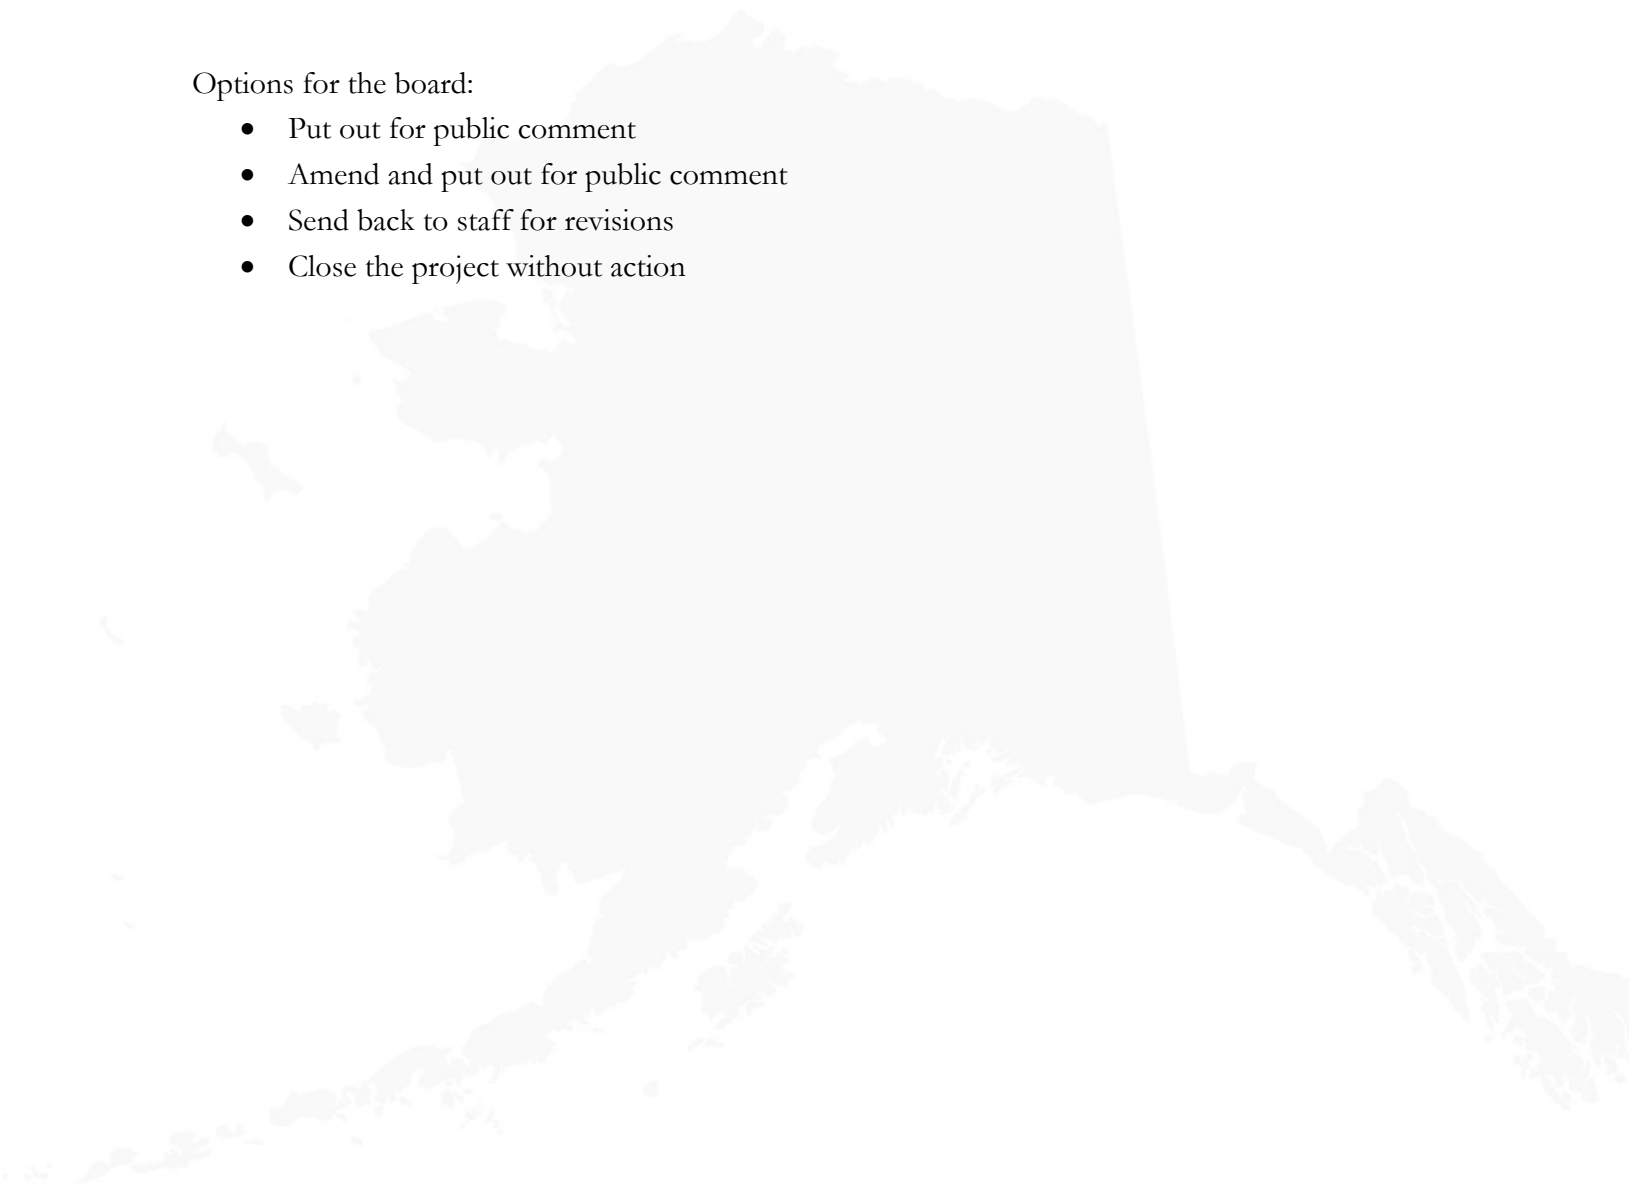 Options for the board:
• Put out for public comment
• Amend and put out for public comment
• Send back to staff for revisions
• Close the project without action